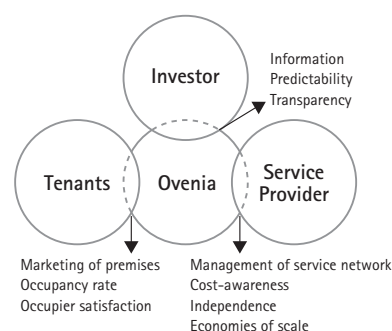 Investor
Information
Predictability
Transparency
Tenants
Ovenia
Service
Provider
Marketing of premises
Occupancy rate
Occupier satisfaction
Management of service network
Cost-awareness
Independence
Economies of scale